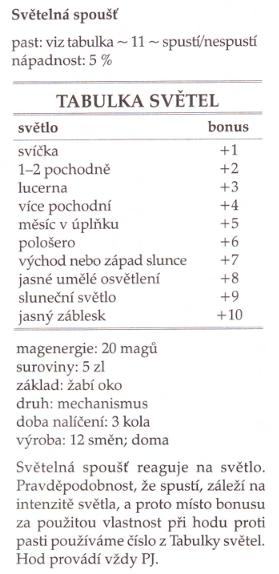 Světelná spoušť
past: viz tabulka ~ 11 ~ spustí/nespustí
nápadnost: 5 %
TABULKA SVĚTEL
světlo bonus
svíčka +1
1–2 pochodně +2
lucerna +3
více pochodní +4
měsíc v úplňku +5
pološero +6
východ nebo západ slunce +7
jasné umělé osvětlení +8
sluneční světlo +9
jasný záblesk +10
magenergie: 20 magů
suroviny: 5 zl
základ: žabí oko
druh: mechanismus
doba nalíčení: 3 kola
výroba: 12 směn; doma
Světelná spoušť reaguje na světlo.
Pravděpodobnost, že spustí, záleží na
intenzitě světla, a proto místo bonusu
za použitou vlastnost při hodu proti
pasti používáme číslo z Tabulky světel.
Hod provádí vždy PJ.